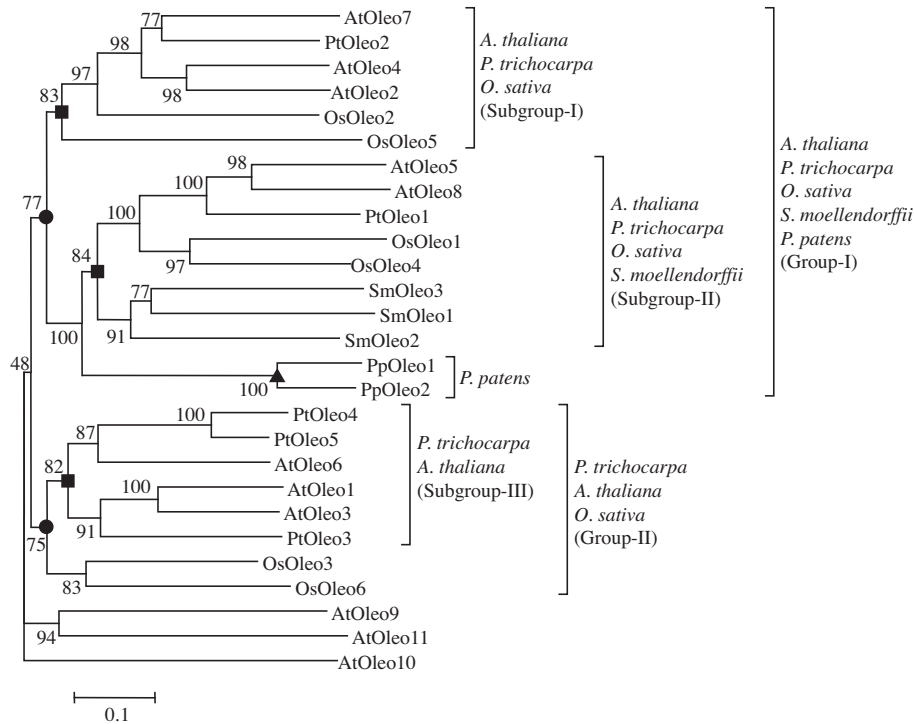 77
AtOleo7
PtOleo2
98
AtOleo4
AtOleo2
98
97
OsOleo2
83
OsOleo5
A. thaliana
P. trichocarpa
O. sativa
(Subgroup-I)
98
AtOleo5
AtOleo8
100
PtOleo1
100
OsOleo1
OsOleo4
97
84
77
SmOleo3
SmOleo1
91
SmOleo2
A. thaliana
P. trichocarpa
O. sativa
S. moellendorffii
(Subgroup-II)
77
100
PpOleo1
PpOleo2
100
P. patens
A. thaliana
P. trichocarpa
O. sativa
S. moellendorffii
P. patens
(Group-I)
48
100
PtOleo4
PtOleo5
87
AtOleo6
82
100
AtOleo1
AtOleo3
91
PtOleo3
P. trichocarpa
A. thaliana
(Subgroup-III)
75
OsOleo3
83
OsOleo6
P. trichocarpa
A. thaliana
O. sativa
(Group-II)
AtOleo9
94
AtOleo11
AtOleo10
0.1